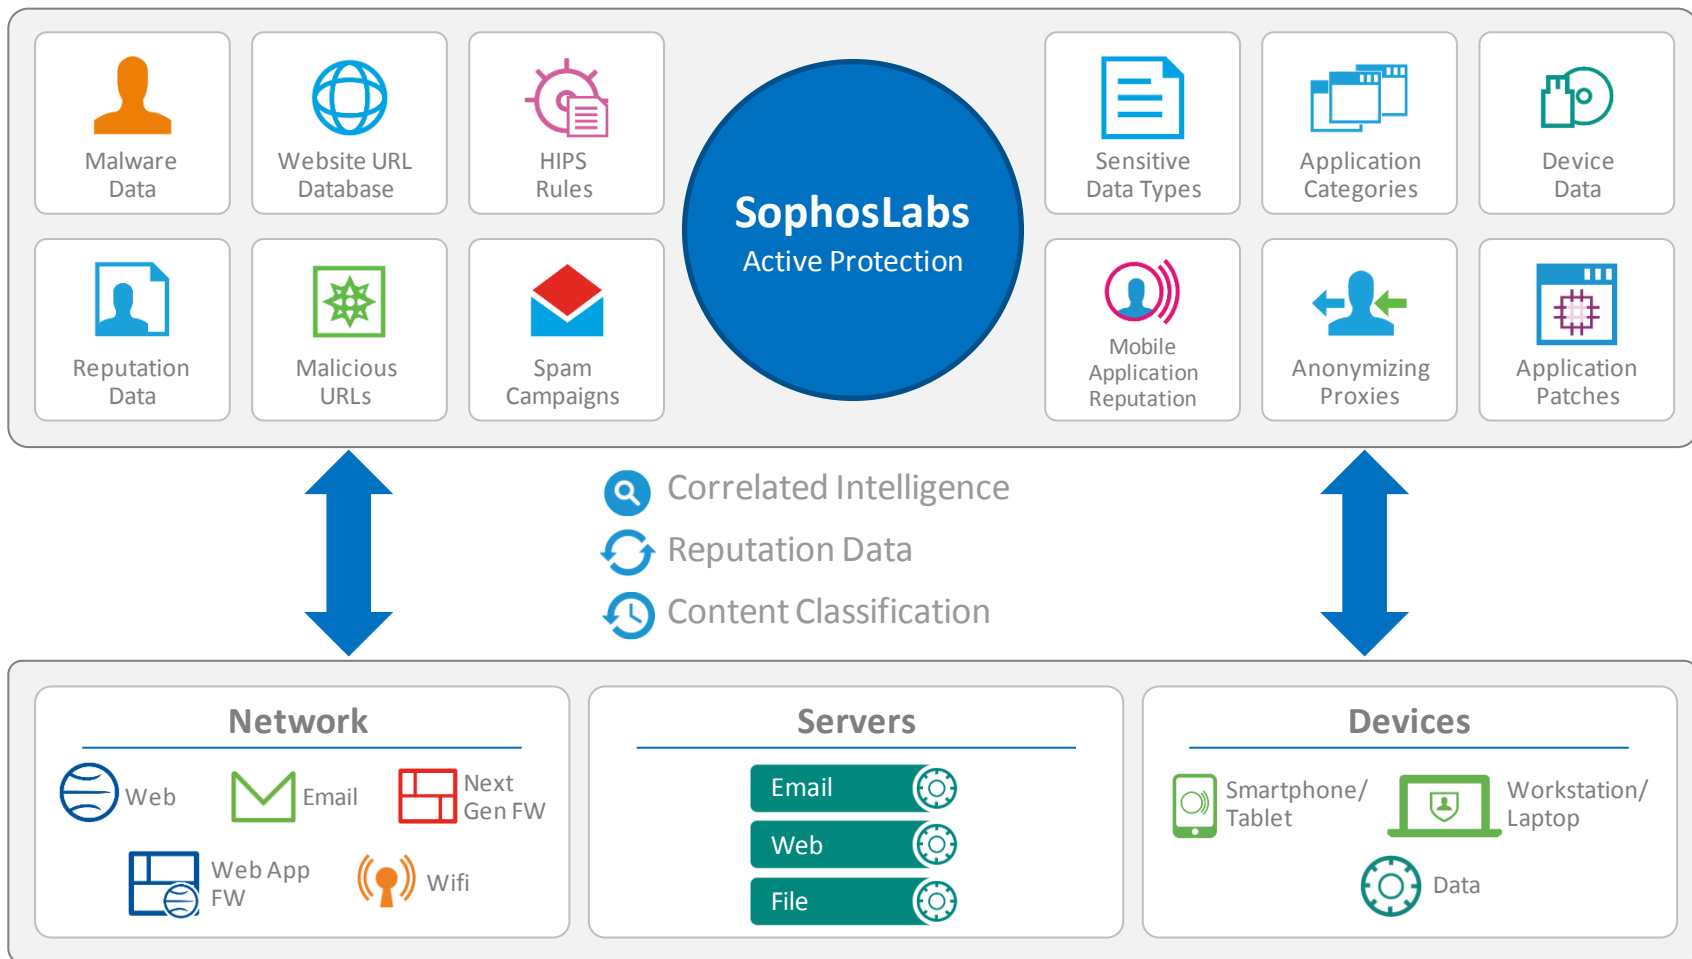 Malware
Data
Website URL
Database
HIPS
Rules
SophosLabs
Active Protection
Sensitive
Data Types
Application
Categories
Device
Data
Reputation
Data
Malicious
URLs
Spam
Campaigns
Mobile
Application
Reputation
Anonymizing
Proxies
Application
Patches
Correlated Intelligence
Reputation Data
Content Classification
Network
Web
Email
Next
Gen FW
Web App
FW
Wifi
Servers
Email
Web
File
Devices
Smartphone/
Tablet
Workstation/
Laptop
Data